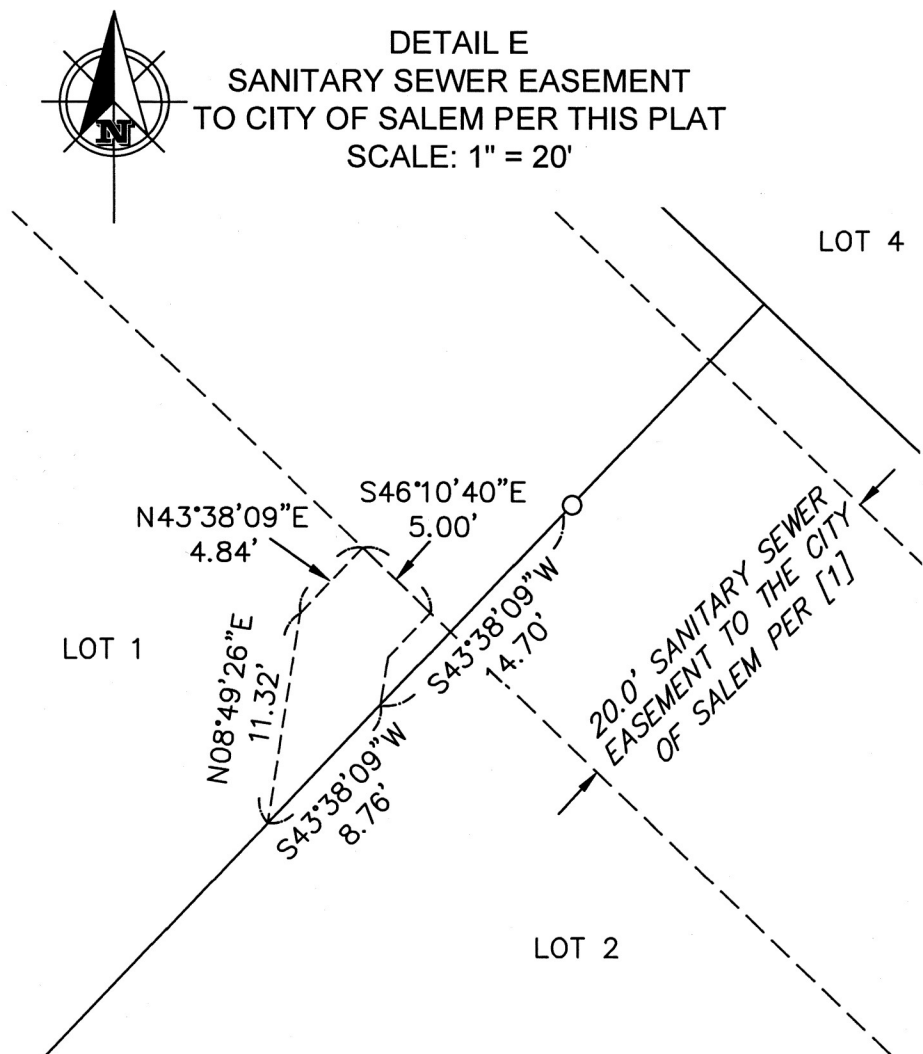 N
DETAIL E
SANITARY SEWER EASEMENT
TO CITY OF SALEM PER THIS PLAT
SCALE: 1" = 20'
LOT 4
S46°10'40"E
5.00'
N43°38'09"E
4.84'
20.0' SANITARY SEWER
EASEMENT TO THE CITY
OF SALEM PER [1]
S43°38'09"W
14.70'
LOT 1
N08°49'26"E
11.32'
S43°38'09"W
8.76'
LOT 2